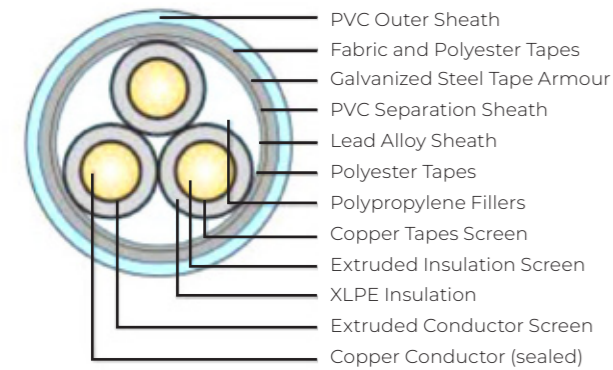 PVC Outer Sheath
Fabric and Polyester Tapes
Galvanized Steel Tape Armour
PVC Separation Sheath
Lead Alloy Sheath
Polyester Tapes
Polypropylene Fillers
Copper Tapes Screen
Extruded Insulation Screen
XLPE Insulation
Extruded Conductor Screen
Copper Conductor (sealed)